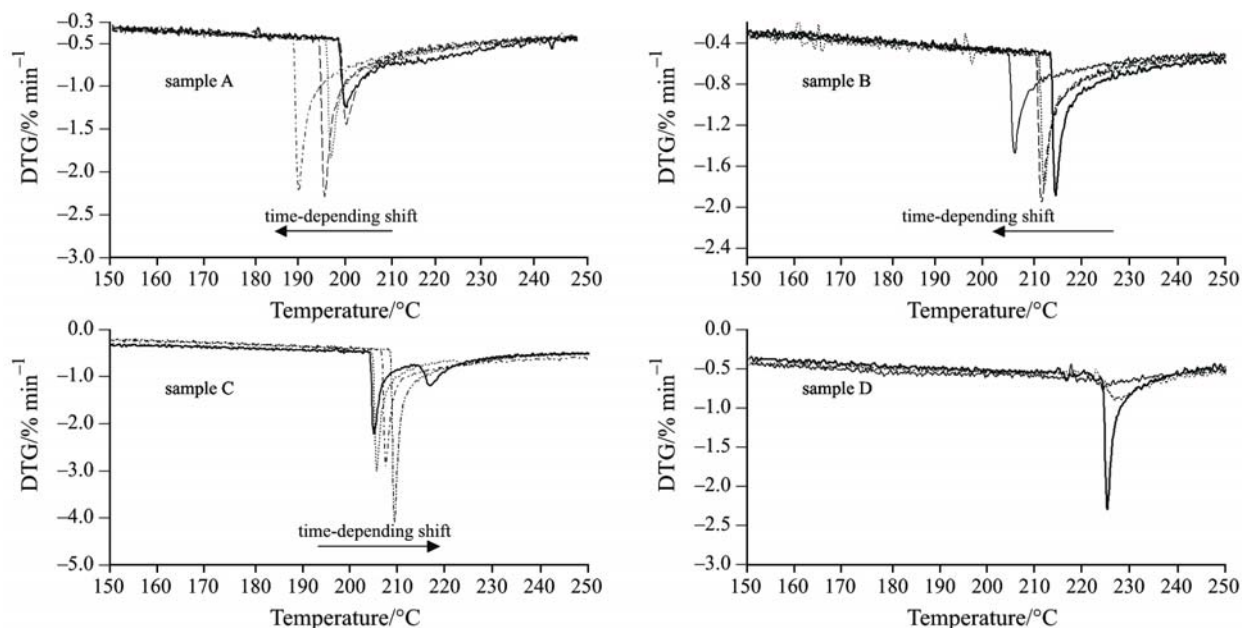 −0.3
−0.5
−1.0
−1.5
−2.0
−2.5
−3.0
DTG/% min⁻¹
sample A
time-depending shift
150 160 170 180 190 200 210 220 230 240 250
Temperature/°C
−0.4
−0.8
−1.2
−1.6
−2.0
−2.4
DTG/% min⁻¹
sample B
time-depending shift
150 160 170 180 190 200 210 220 230 240 250
Temperature/°C
0.0
−1.0
−2.0
−3.0
−4.0
−5.0
DTG/% min⁻¹
sample C
time-depending shift
150 160 170 180 190 200 210 220 230 240 250
Temperature/°C
0.0
−0.5
−1.0
−1.5
−2.0
−2.5
−3.0
DTG/% min⁻¹
sample D
150 160 170 180 190 200 210 220 230 240 250
Temperature/°C